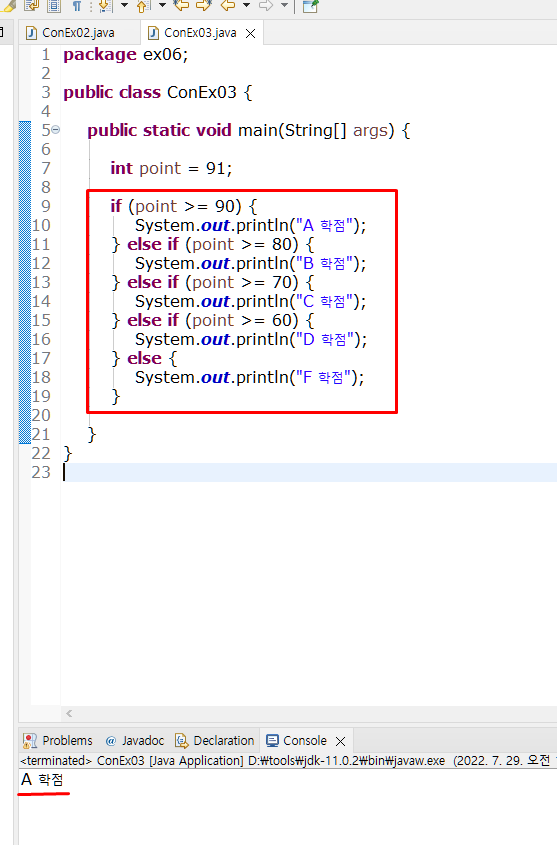 ConEx02.java ConEx03.java
1 package ex06;
2
3 public class ConEx03 {
4
5 public static void main(String[] args) {
6
7 int point = 91;
8
9 if (point >= 90) {
10 System.out.println("A 학점");
11 } else if (point >= 80) {
12 System.out.println("B 학점");
13 } else if (point >= 70) {
14 System.out.println("C 학점");
15 } else if (point >= 60) {
16 System.out.println("D 학점");
17 } else {
18 System.out.println("F 학점");
19 }
20
21 }
22 }
23
Problems @ Javadoc Declaration Console
<terminated> ConEx03 [Java Application] D:₩tools₩jdk-11.0.2₩bin₩javaw.exe (2022. 7. 29. 오전
A 학점